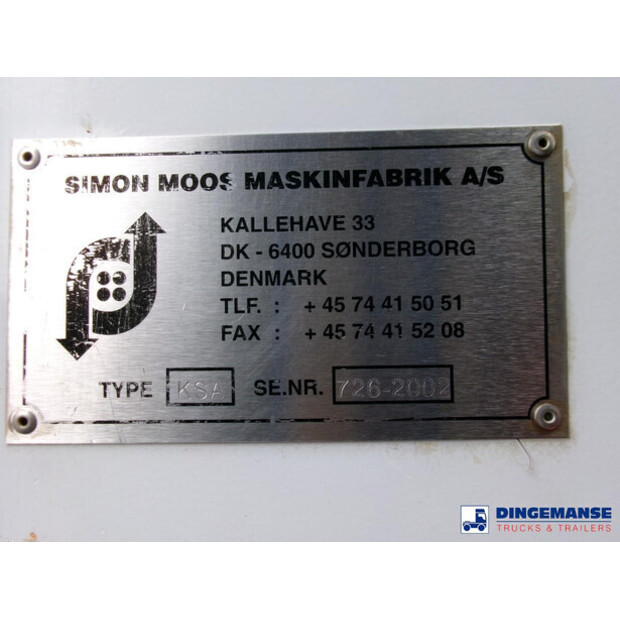 SIMON MOOS MASKINFABRIK A/S
KALLEHAVE 33
DK - 6400 SØNDERBORG
DENMARK
TLF. : + 45 74 41 50 51
FAX : + 45 74 41 52 08
TYPE KSA SE.NR. 726-2002
DINGEMANSE
TRUCKS & TRAILERS